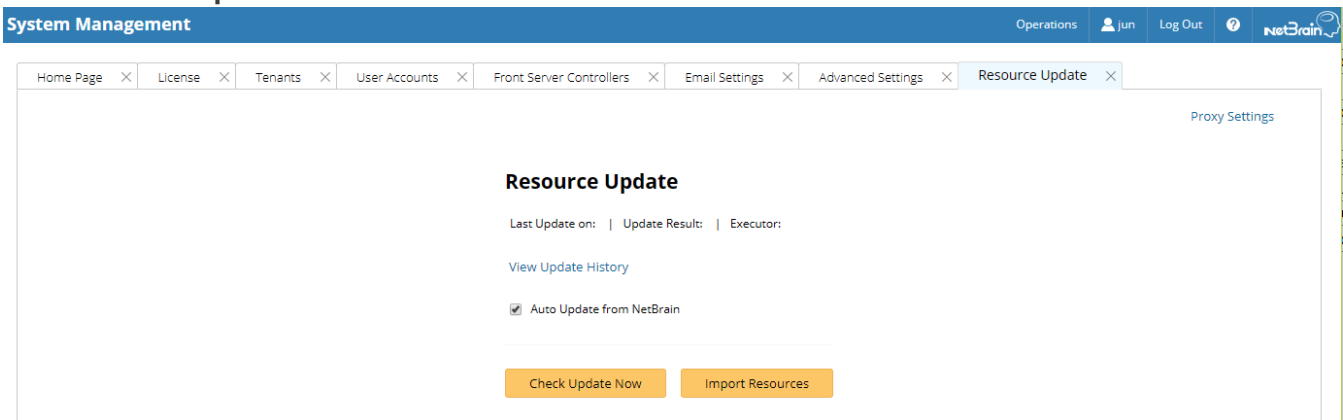 System Management Operations jun Log Out ? NetBrain
Home Page License Tenants User Accounts Front Server Controllers Email Settings Advanced Settings Resource Update
Proxy Settings
Resource Update
Last Update on: | Update Result: | Executor:
View Update History
Auto Update from NetBrain
Check Update Now Import Resources